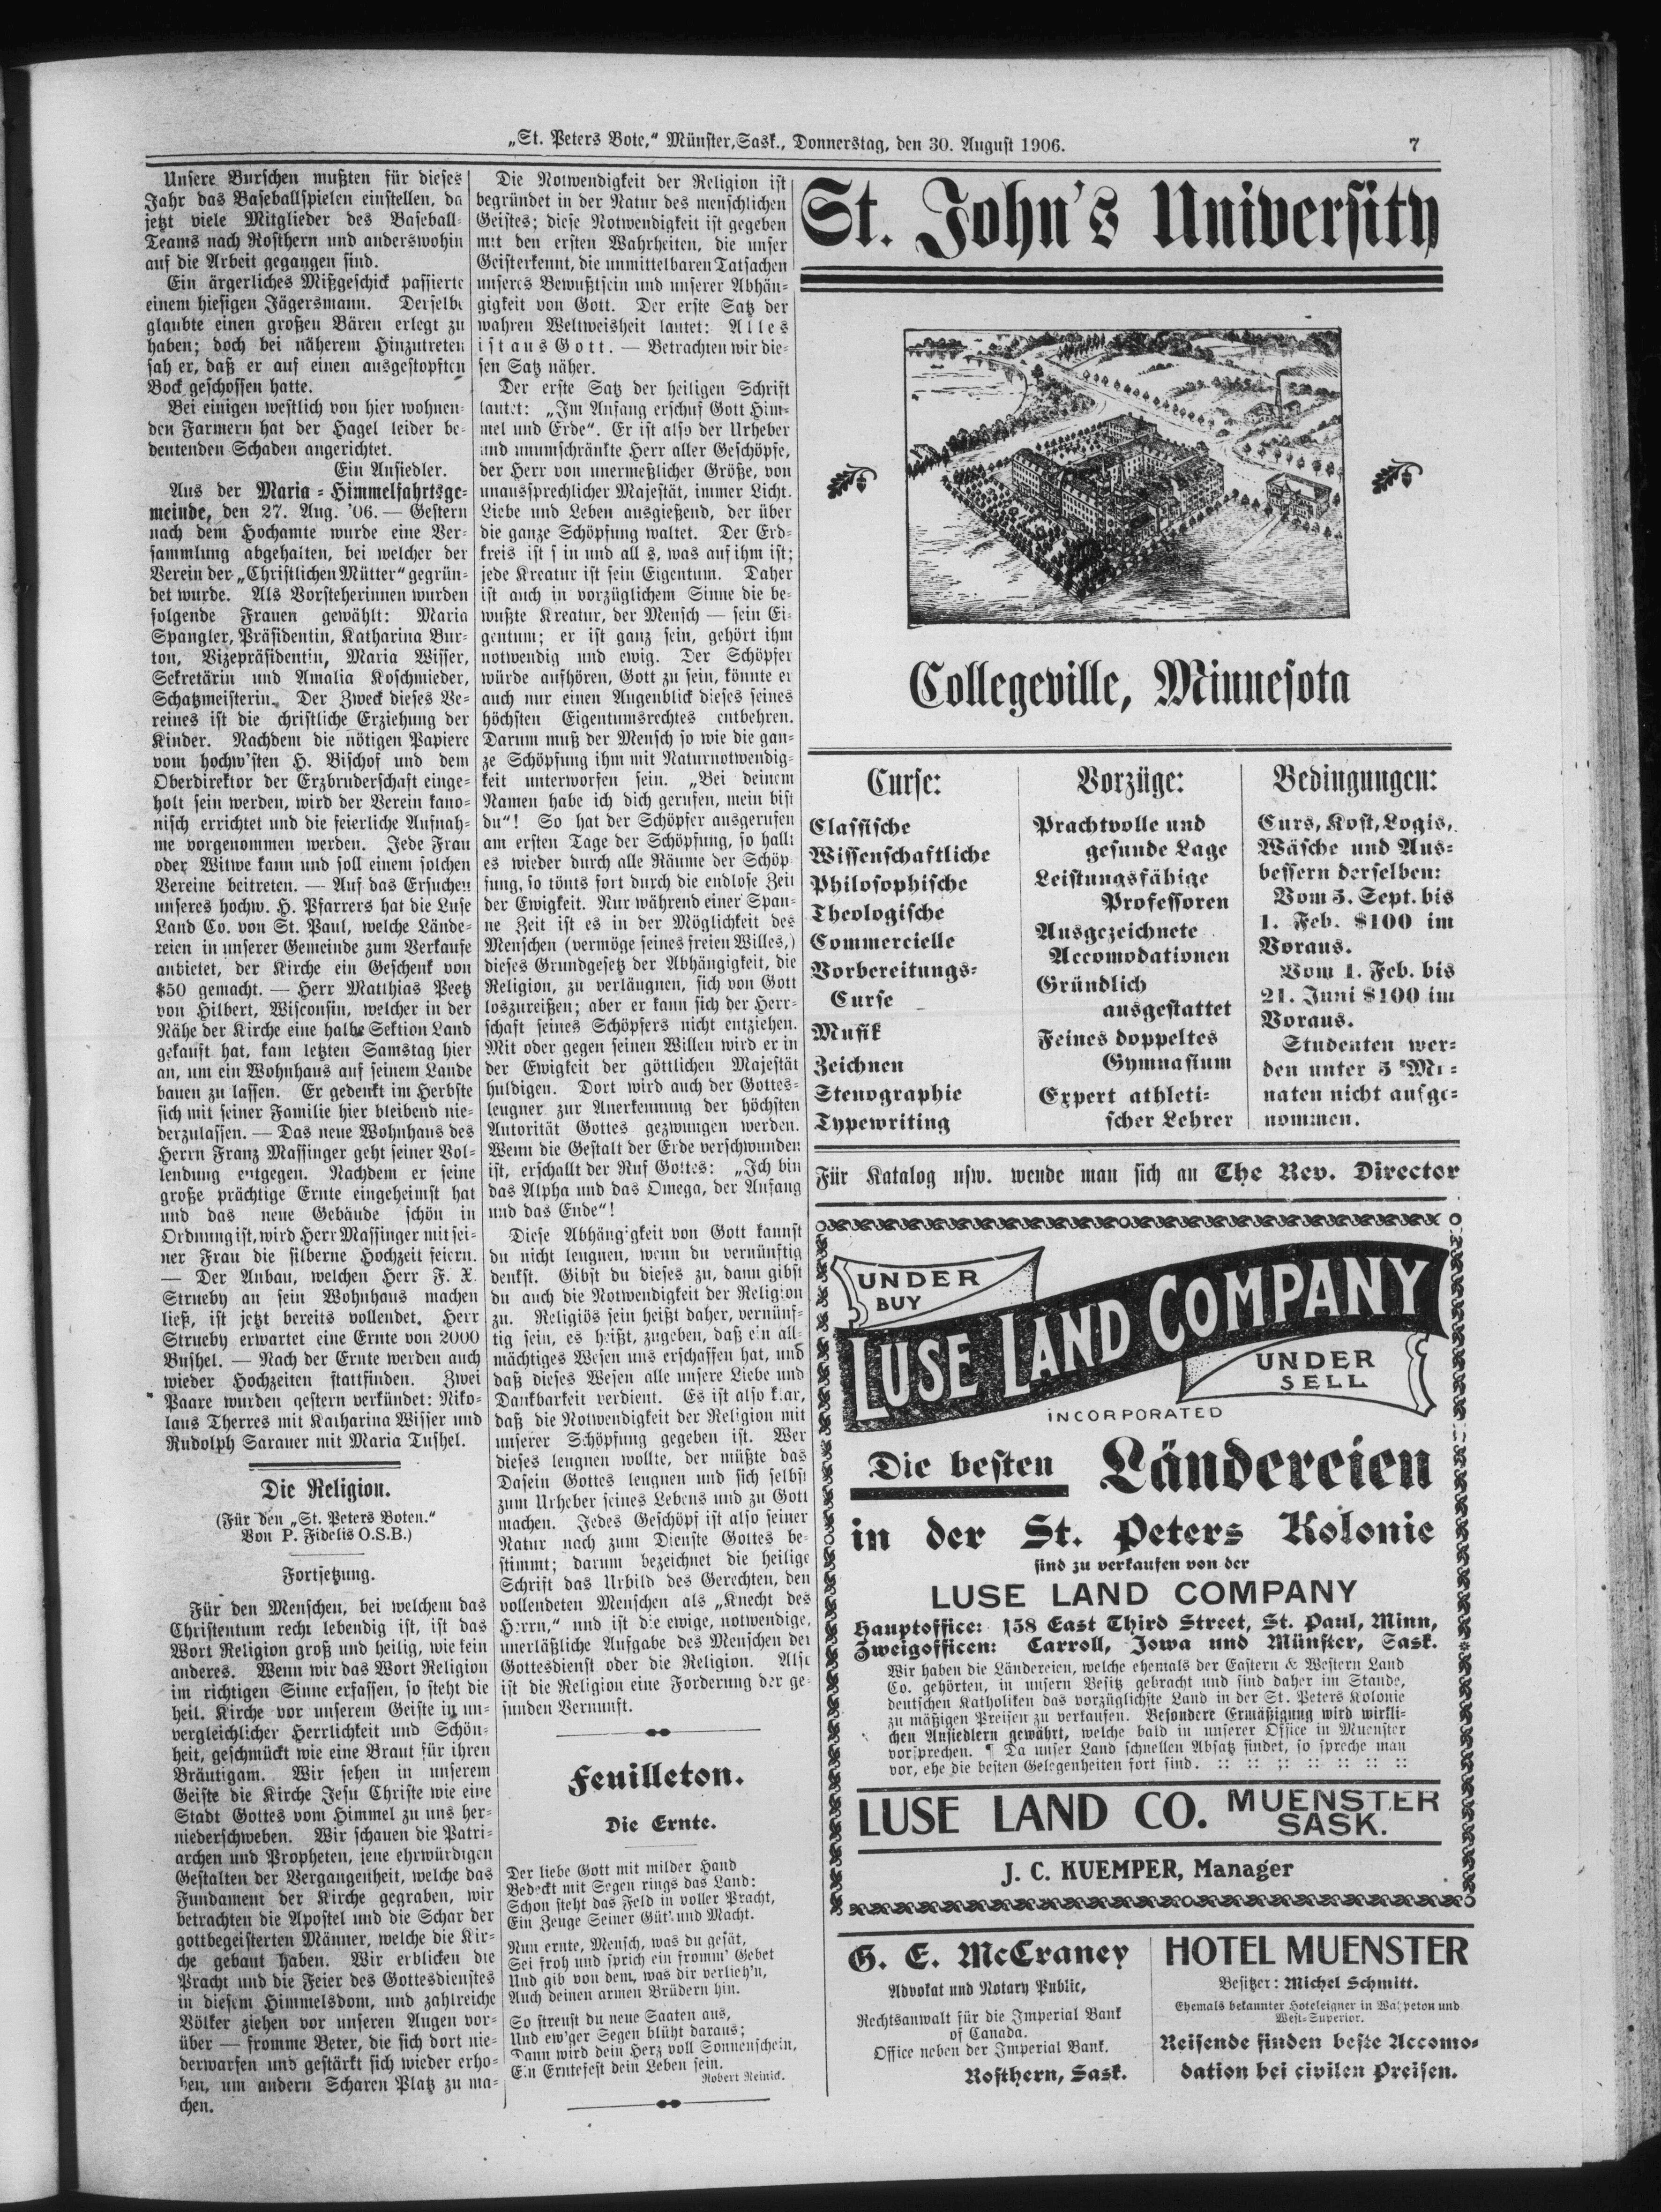 „St. Peters Bote,“ Münster, Sask., Donnerstag, den 30. August 1906.
7
Unsere Burschen mußten für dieses
Jahr das Baseballspielen einstellen, da
jetzt viele Mitglieder des Baseball-
Teams nach Rosthern und anderswohin
auf die Arbeit gegangen sind.
Ein ärgerliches Mißgeschick passierte
einem hiesigen Jägersmann. Derselbe
glaubte einen großen Bären erlegt zu
haben; doch bei näherem Hinzutreten
sah er, daß er auf einen ausgestopften
Bock geschossen hatte.
Bei einigen westlich von hier wohnen-
den Farmern hat der Hagel leider be-
deutenden Schaden angerichtet.
Ein Ansiedler.
Aus der Maria-Himmelfahrtsge-
meinde, den 27. Aug. '06. — Gestern
nach dem Hochamte wurde eine Ver-
sammlung abgehalten, bei welcher der
Verein der „Christlichen Mütter“ gegrün-
det wurde. Als Vorsteherinnen wurden
folgende Frauen gewählt: Maria
Spangler, Präsidentin, Katharina Bur-
ton, Vizepräsidentin, Maria Wisser,
Sekretärin und Amalia Koschmieder,
Schatzmeisterin. Der Zweck dieses Ve-
reines ist die christliche Erziehung der
Kinder. Nachdem die nötigen Papiere
vom hochw'sten H. Bischof und dem
Oberdirektor der Erzbruderschaft einge-
holt sein werden, wird der Verein kano-
nisch errichtet und die feierliche Aufnah-
me vorgenommen werden. Jede Frau
oder Witwe kann und soll einem solchen
Vereine beitreten. — Auf das Ersuchen
unseres hochw. H. Pfarrers hat die Luse
Land Co. von St. Paul, welche Lände-
reien in unserer Gemeinde zum Verkaufe
anbietet, der Kirche ein Geschenk von
$50 gemacht. — Herr Matthias Peetz
von Hilbert, Wisconsin, welcher in der
Nähe der Kirche eine halbe Sektion Land
gekauft hat, kam letzten Samstag hier
an, um ein Wohnhaus auf seinem Lande
bauen zu lassen. Er gedenkt im Herbste
sich mit seiner Familie hier bleibend nie-
derzulassen. — Das neue Wohnhaus des
Herrn Franz Massinger geht seiner Vol-
lendung entgegen. Nachdem er seine
große prächtige Ernte eingeheimst hat
und das neue Gebäude schön in
Ordnung ist, wird Herr Massinger mit sei-
ner Frau die silberne Hochzeit feiern.
— Der Anbau, welchen Herr F. X.
Strueby an sein Wohnhaus machen
ließ, ist jetzt bereits vollendet. Herr
Strueby erwartet eine Ernte von 2000
Bushel. — Nach der Ernte werden auch
wieder Hochzeiten stattfinden. Zwei
Paare wurden gestern verkündet: Niko-
laus Therres mit Katharina Wisser und
Rudolph Sarauer mit Maria Tushel.
Die Religion.
(Für den „St. Peters Boten.“
Von P. Fidelis O.S.B.)
Fortsetzung.
Für den Menschen, bei welchem das
Christentum recht lebendig ist, ist das
Wort Religion groß und heilig, wie kein
anderes. Wenn wir das Wort Religion
im richtigen Sinne erfassen, so steht die
heil. Kirche vor unserem Geiste in un-
vergleichlicher Herrlichkeit und Schön-
heit, geschmückt wie eine Braut für ihren
Bräutigam. Wir sehen in unserem
Geiste die Kirche Jesu Christe wie eine
Stadt Gottes vom Himmel zu uns her-
niederschweben. Wir schauen die Patri-
archen und Propheten, jene ehrwürdigen
Gestalten der Vergangenheit, welche das
Fundament der Kirche gegraben, wir
betrachten die Apostel und die Schar der
gottbegeisterten Männer, welche die Kir-
che gebaut haben. Wir erblicken die
Pracht und die Feier des Gottesdienstes
in diesem Himmelsdom, und zahlreiche
Völker ziehen vor unseren Augen vor-
über — fromme Beter, die sich dort nie-
derwarfen und gestärkt sich wieder erho-
ben, um andern Scharen Platz zu ma-
chen.
Die Notwendigkeit der Religion ist
begründet in der Natur des menschlichen
Geistes; diese Notwendigkeit ist gegeben
mit den ersten Wahrheiten, die unser
Geist erkennt, die unmittelbaren Tatsachen
unseres Bewußtsein und unserer Abhän-
gigkeit von Gott. Der erste Satz der
wahren Weltweisheit lautet: Alles
ist aus Gott. — Betrachten wir die-
sen Satz näher.
Der erste Satz der heiligen Schrift
lautet: „Im Anfang erschuf Gott Him-
mel und Erde“. Er ist also der Urheber
und unumschränkte Herr aller Geschöpfe,
der Herr von unermeßlicher Größe, von
unaussprechlicher Majestät, immer Licht.
Liebe und Leben ausgießend, der über
die ganze Schöpfung waltet. Der Erd-
kreis ist s in und all s, was auf ihm ist;
jede Kreatur ist sein Eigentum. Daher
ist auch in vorzüglichem Sinne die be-
wußte Kreatur, der Mensch — sein Ei-
gentum; er ist ganz sein, gehört ihm
notwendig und ewig. Der Schöpfer
würde aufhören, Gott zu sein, könnte er
auch nur einen Augenblick dieses seines
höchsten Eigentumsrechtes entbehren.
Darum muß der Mensch so wie die gan-
ze Schöpfung ihm mit Naturnotwendig-
keit unterworfen sein. „Bei deinem
Namen habe ich dich gerufen, mein bist
du“! So hat der Schöpfer ausgerufen
am ersten Tage der Schöpfung, so hallt
es wieder durch alle Räume der Schöp
fung, so tönts fort durch die endlose Zeit
der Ewigkeit. Nur während einer Span-
ne Zeit ist es in der Möglichkeit des
Menschen (vermöge seines freien Willes,)
dieses Grundgesetz der Abhängigkeit, die
Religion, zu verläugnen, sich von Gott
loszureißen; aber er kann sich der Herr-
schaft seines Schöpfers nicht entziehen.
Mit oder gegen seinen Willen wird er in
der Ewigkeit der göttlichen Majestät
huldigen. Dort wird auch der Gottes-
leugner zur Anerkennung der höchsten
Autorität Gottes gezwungen werden.
Wenn die Gestalt der Erde verschwunden
ist, erschallt der Ruf Gottes: „Ich bin
das Alpha und das Omega, der Anfang
und das Ende“!
Diese Abhängigkeit von Gott kannst
du nicht leugnen, wenn du vernünftig
denkst. Gibst du dieses zu, dann gibst
du auch die Notwendigkeit der Religion
zu. Religiös sein heißt daher, vernünf-
tig sein, es heißt, zugeben, daß ein all-
mächtiges Wesen uns erschaffen hat, und
daß dieses Wesen alle unsere Liebe und
Dankbarkeit verdient. Es ist also klar,
daß die Notwendigkeit der Religion mit
unserer Schöpfung gegeben ist. Wer
dieses leugnen wollte, der müßte das
Dasein Gottes leugnen und sich selbst
zum Urheber seines Lebens und zu Gott
machen. Jedes Geschöpf ist also seiner
Natur nach zum Dienste Gottes be-
stimmt; darum bezeichnet die heilige
Schrift das Urbild des Gerechten, den
vollendeten Menschen als „Knecht des
Herrn,“ und ist die ewige, notwendige,
unerläßliche Aufgabe des Menschen der
Gottesdienst oder die Religion. Also
ist die Religion eine Forderung der ge-
sunden Vernunft.
Feuilleton.
Die Ernte.
Der liebe Gott mit milder Hand
Bedeckt mit Segen rings das Land:
Schon steht das Feld in voller Pracht,
Ein Zeuge Seiner Güt' und Macht.
Nun ernte, Mensch, was du gesät,
Sei froh und sprich ein fromm' Gebet
Und gib von dem, was dir verlieh'n,
Auch deinen armen Brüdern hin.
So streust du neue Saaten aus,
Und ew'ger Segen blüht daraus;
Dann wird dein Herz voll Sonnenschein,
Ein Erntefest dein Leben sein.
Robert Reinick.
St. John's University
Collegeville, Minnesota
Curse:
Classische
Wissenschaftliche
Philosophische
Theologische
Commercielle
Vorbereitungs-
Curse
Musik
Zeichnen
Stenographie
Typewriting
Vorzüge:
Prachtvolle und
gesunde Lage
Leistungsfähige
Professoren
Ausgezeichnete
Accomodationen
Gründlich
ausgestattet
Feines doppeltes
Gymnasium
Expert athleti-
scher Lehrer
Bedingungen:
Curs, Kost, Logis,
Wäsche und Aus-
bessern derselben:
Vom 5. Sept. bis
1. Feb. $100 im
Voraus.
Vom 1. Feb. bis
21. Juni $100 im
Voraus.
Studenten wer-
den unter 5 Mo-
naten nicht aufge-
nommen.
Für Katalog usw. wende man sich an The Rev. Director
UNDER
BUY
LUSE LAND COMPANY
UNDER
SELL
INCORPORATED
Die besten Ländereien
in der St. Peters Kolonie
sind zu verkaufen von der
LUSE LAND COMPANY
Hauptoffice: 158 East Third Street, St. Paul, Minn,
Zweigofficen: Carroll, Iowa und Münster, Sask.
Wir haben die Ländereien, welche ehemals der Eastern & Western Land
Co. gehörten, in unsern Besitz gebracht und sind daher im Stande,
deutschen Katholiken das vorzüglichste Land in der St. Peters Kolonie
zu mäßigen Preisen zu verkaufen. Besondere Ermäßigung wird wirkli-
chen Ansiedlern gewährt, welche bald in unserer Office in Muenster
vorsprechen. ¶ Da unser Land schnellen Absatz findet, so spreche man
vor, ehe die besten Gelegenheiten fort sind. :: :: :: :: :: :: ::
LUSE LAND CO. MUENSTER
SASK.
J. C. KUEMPER, Manager
G. E. McCraney
Advokat und Notary Public,
Rechtsanwalt für die Imperial Bank
of Canada.
Office neben der Imperial Bank.
Rosthern, Sask.
HOTEL MUENSTER
Besitzer: Michel Schmitt.
Ehemals bekannter Hoteleigner in Wahpeton und
West-Superior.
Reisende finden beste Accomo-
dation bei civilen Preisen.